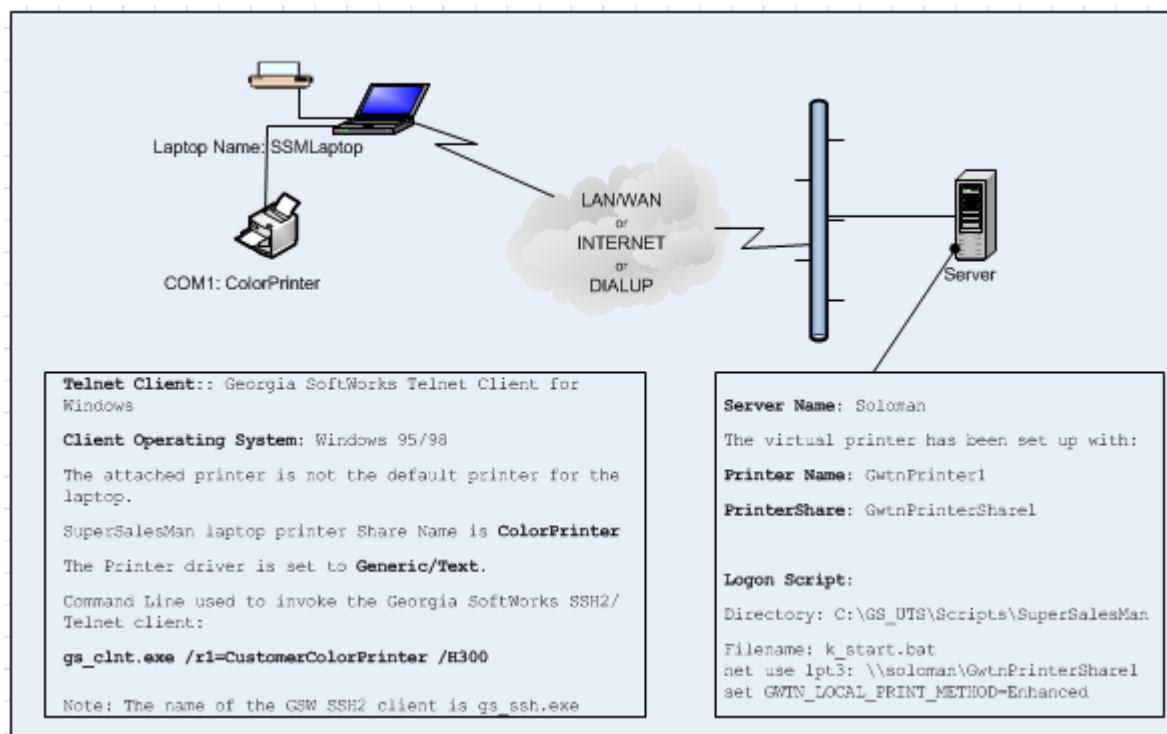 Laptop Name: SSMLaptop
COM1: ColorPrinter
LAN/WAN
or
INTERNET
or
DIALUP
Server
Telnet Client:: Georgia SoftWorks Telnet Client for
Windows
Client Operating System: Windows 95/98
The attached printer is not the default printer for the
laptop.
SuperSalesMan laptop printer Share Name is ColorPrinter
The Printer driver is set to Generic/Text.
Command Line used to invoke the Georgia SoftWorks SSH2/
Telnet client:
gs_clnt.exe /r1=CustomerColorPrinter /H300
Note: The name of the GSW SSH2 client is gs_ssh.exe
Server Name: Soloman
The virtual printer has been set up with:
Printer Name: GwtnPrinter1
PrinterShare: GwtnPrinterShare1
Logon Script:
Directory: C:\GS_UTS\Scripts\SuperSalesMan
Filename: k_start.bat
net use lpt3: \\soloman\GwtnPrinterShare1
set GWTN_LOCAL_PRINT_METHOD=Enhanced